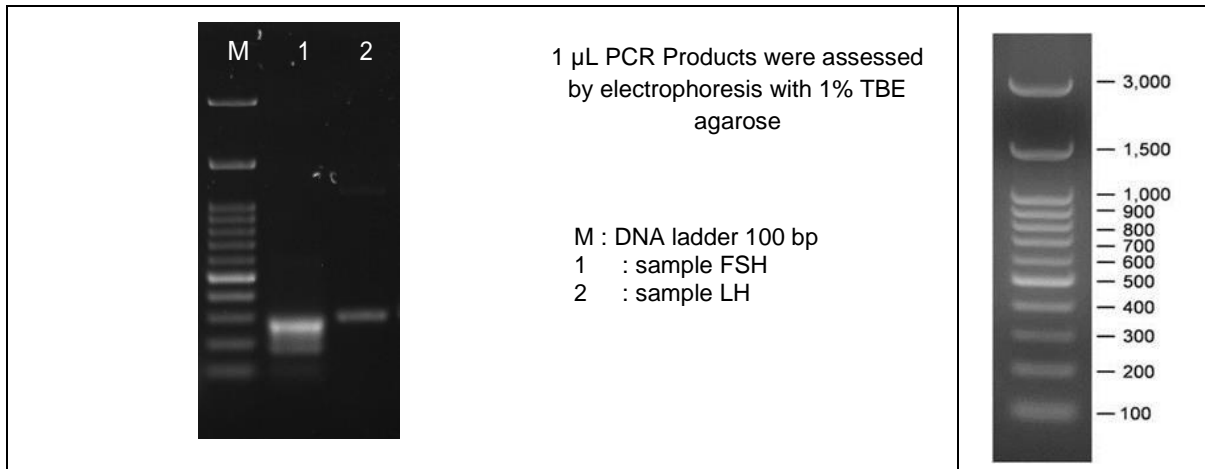 M 1 2
1 µL PCR Products were assessed
by electrophoresis with 1% TBE
agarose
M : DNA ladder 100 bp
1 : sample FSH
2 : sample LH
3,000
1,500
1,000
900
800
700
600
500
400
300
200
100